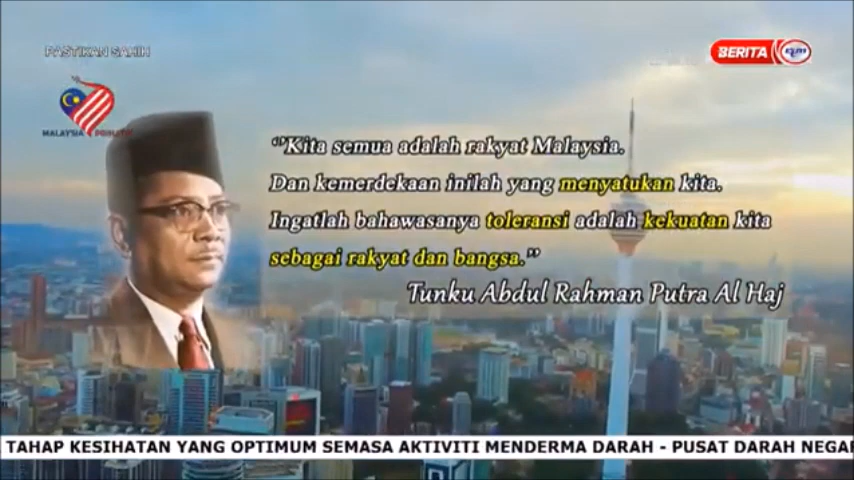 PASTIKAN SAHIH
BERITA
MALAYSIA PRIHATIN
"Kita semua adalah rakyat Malaysia.
Dan kemerdekaan inilah yang menyatukan kita.
Ingatlah bahawasanya toleransi adalah kekuatan kita
sebagai rakyat dan bangsa."
Tunku Abdul Rahman Putra Al Haj
TAHAP KESIHATAN YANG OPTIMUM SEMASA AKTIVITI MENDERMA DARAH - PUSAT DARAH NEGAR